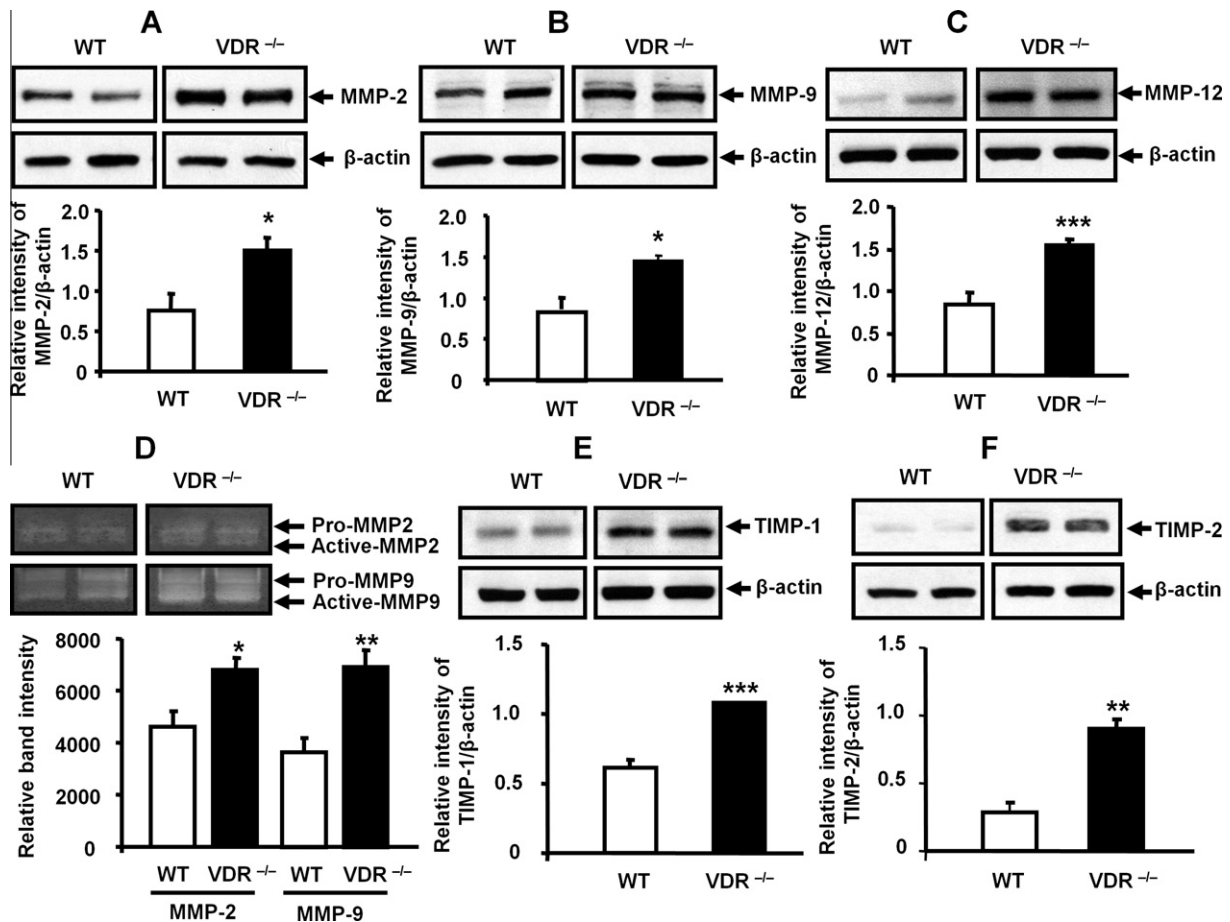 A
WT VDR –/–
MMP-2
β-actin
Relative intensity of
MMP-2/β-actin
2.0
1.5
1.0
0.5
0
*
WT VDR –/–
B
WT VDR –/–
MMP-9
β-actin
Relative intensity of
MMP-9/β-actin
2.0
1.5
1.0
0.5
0
*
WT VDR –/–
C
WT VDR –/–
MMP-12
β-actin
Relative intensity of
MMP-12/β-actin
2.0
1.5
1.0
0.5
0
***
WT VDR –/–
D
WT VDR –/–
Pro-MMP2
Active-MMP2
Pro-MMP9
Active-MMP9
Relative band intensity
8000
6000
4000
2000
0
* **
WT VDR –/– WT VDR –/–
MMP-2 MMP-9
E
WT VDR –/–
TIMP-1
β-actin
Relative intensity of
TIMP-1/β-actin
1.5
1.0
0.5
0
***
WT VDR –/–
F
WT VDR –/–
TIMP-2
β-actin
Relative intensity of
TIMP-2/β-actin
1.5
1.0
0.5
0
**
WT VDR –/–